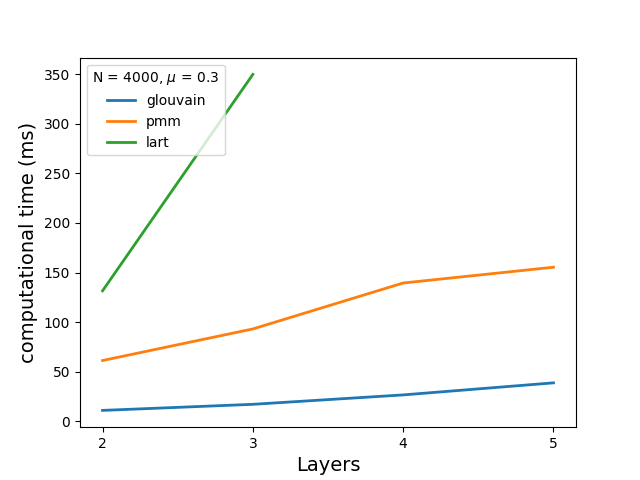 N = 4000, μ = 0.3
glouvain
pmm
lart
computational time (ms)
350
300
250
200
150
100
50
0
2 3 4 5
Layers